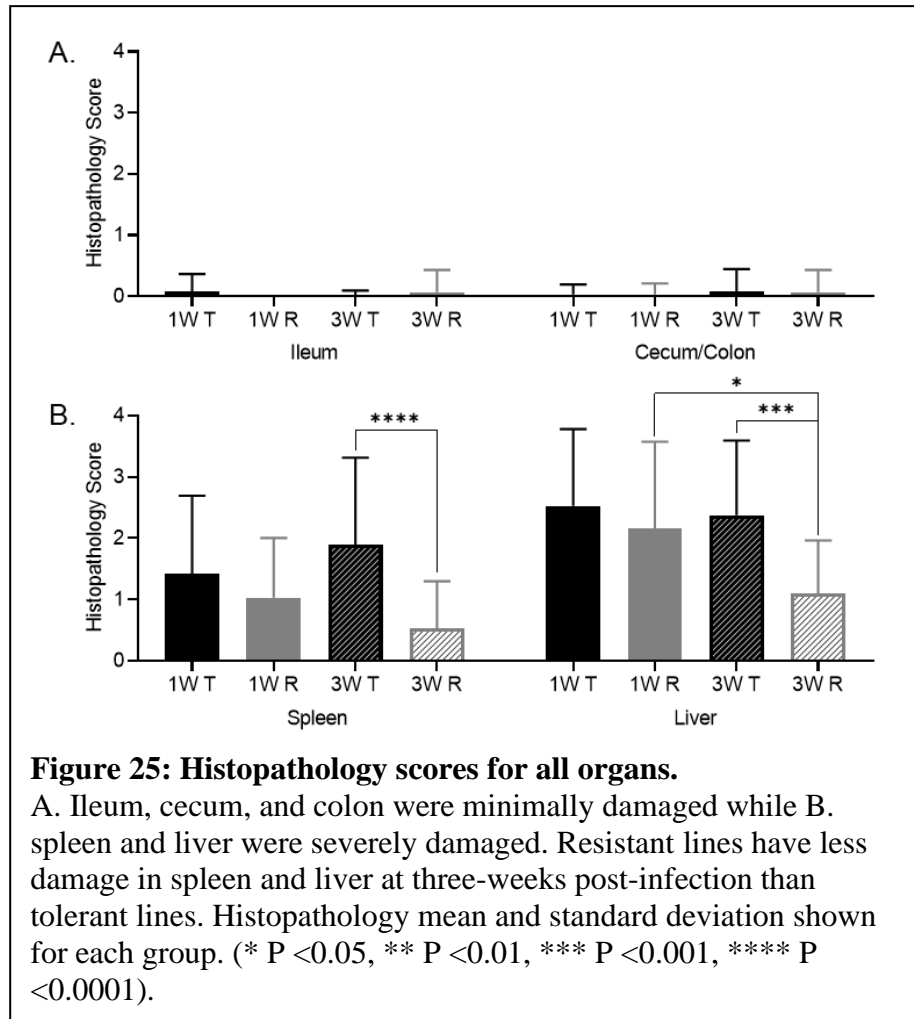 A.
Histopathology Score
4
3
2
1
0
1W T 1W R 3W T 3W R 1W T 1W R 3W T 3W R
Ileum Cecum/Colon
B.
Histopathology Score
4
3
2
1
0
* 
**** ***
1W T 1W R 3W T 3W R 1W T 1W R 3W T 3W R
Spleen Liver
Figure 25: Histopathology scores for all organs.
A. Ileum, cecum, and colon were minimally damaged while B.
spleen and liver were severely damaged. Resistant lines have less
damage in spleen and liver at three-weeks post-infection than
tolerant lines. Histopathology mean and standard deviation shown
for each group. (* P <0.05, ** P <0.01, *** P <0.001, **** P
<0.0001).